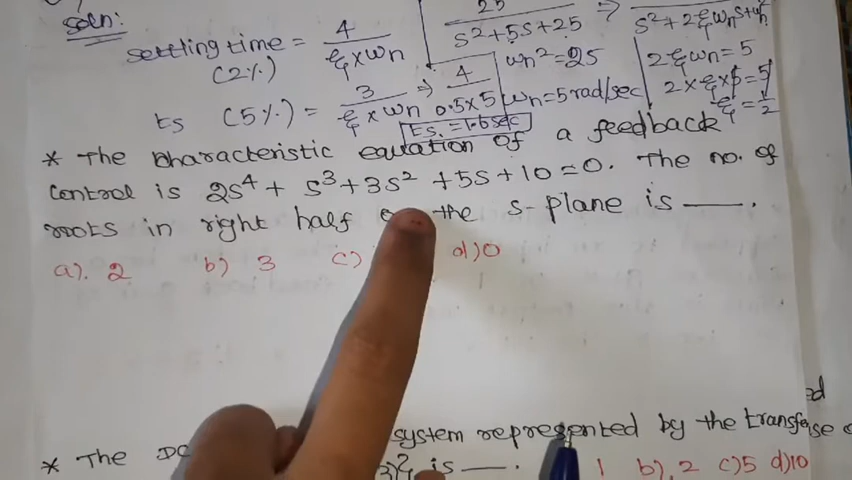 Soln:
settling time = 4 / ξ × ωn
(2%)
ts (5%) = 3 / ξ × ωn ⇒ 4 / 0.5×5
ts = 1.6 sec
25 / s²+5s+25 ⇒ / s²+2ξωns+ωn²
ωn² = 25
ωn = 5 rad/sec
2ξωn = 5
2×ξ×5 = 5
ξ = 1/2
* The characteristic equation of a feedback
control is 2s⁴ + s³ + 3s² + 5s + 10 = 0. The no. of
roots in right half the s-plane is ___.
a). 2 b) 3 c) d) 0
* The DC system represented by the transfer
is ___. 1 b). 2 c) 5 d) 10